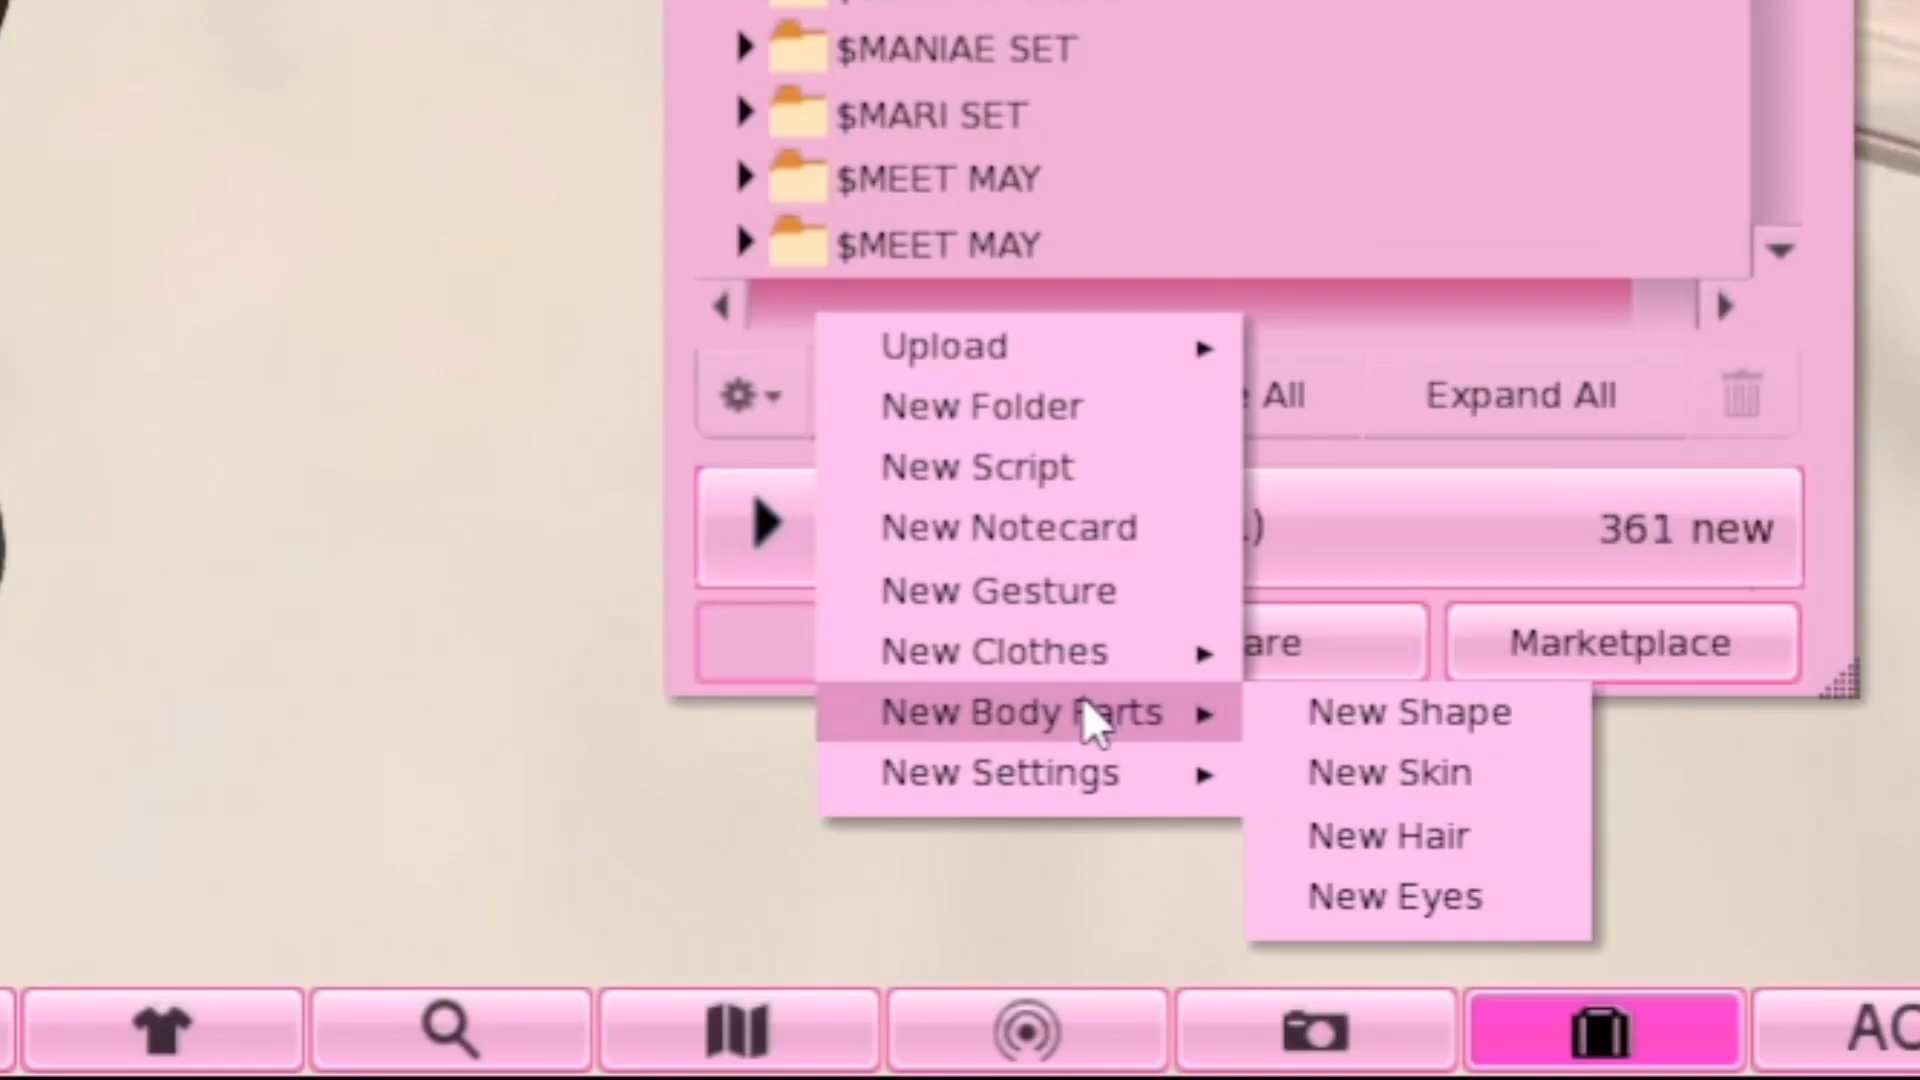 $MANIAE SET
$MARI SET
$MEET MAY
$MEET MAY
Upload
New Folder
New Script
New Notecard
New Gesture
New Clothes
New Body Parts
New Settings
All
Expand All
361 new
Marketplace
New Shape
New Skin
New Hair
New Eyes